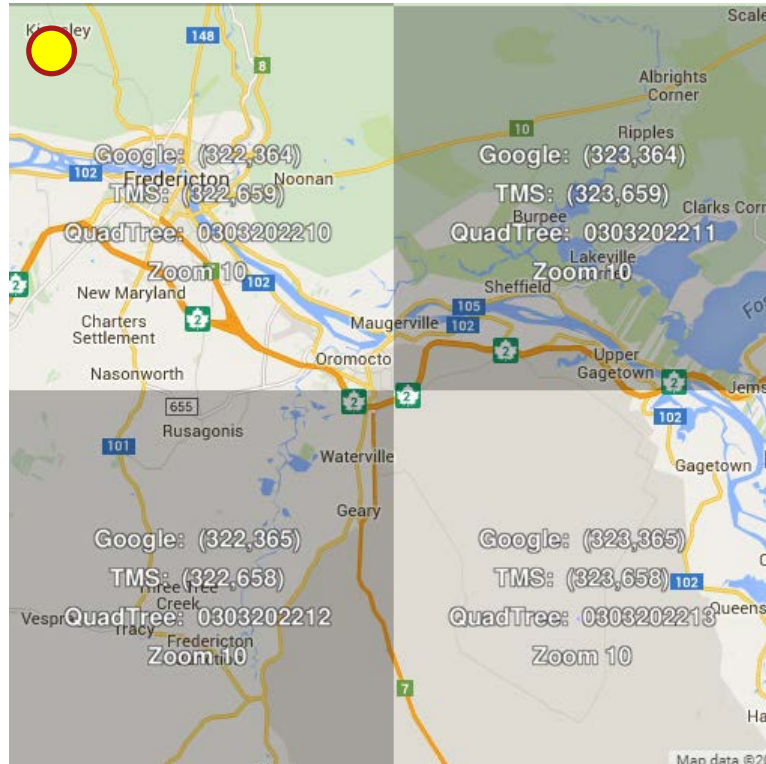 Scale
148
8
Albrights
Corner
10
Ripples
Google: (322,364)
Google: (323,364)
102
Fredericton
Noonan
TMS: (322,659)
TMS: (323,659)
Clarks Corn
Burpee
QuadTree: 0303202210
QuadTree: 0303202211
Lakeville
Zoom 10
Zoom 10
102
2
Sheffield
New Maryland
105
Charters
Settlement
2
Maugerville
102
Oromocto
2
Upper
Gagetown
Nasonworth
2
Jems
655
2
2
102
Rusagonis
101
Waterville
Gagetown
Geary
Google: (322,365)
Google: (323,365)
TMS: (322,658)
TMS: (323,658)
102
Three Tree
Creek
Vespra
QuadTree: 0303202212
QuadTree: 0303202213
Queens
Tracy
Fredericton
Zoom 10
Zoom 10
7
Ha
Map data ©20